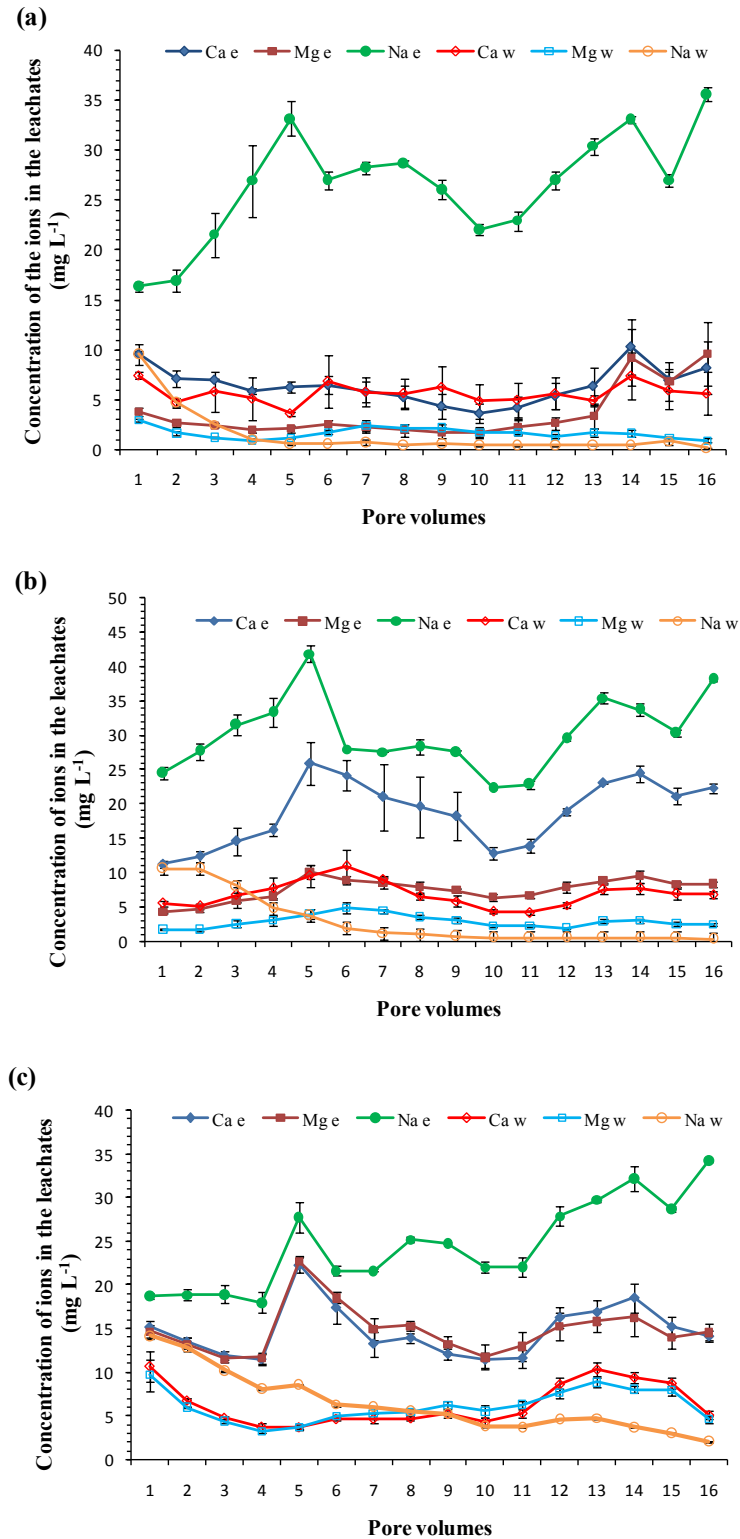 (a)
Ca e Mg e Na e Ca w Mg w Na w
Concentration of the ions in the leachates
(mg L-1)
40
35
30
25
20
15
10
5
0
1 2 3 4 5 6 7 8 9 10 11 12 13 14 15 16
Pore volumes
(b)
Ca e Mg e Na e Ca w Mg w Na w
Concentration of ions in the leachates
(mg L-1)
50
45
40
35
30
25
20
15
10
5
0
1 2 3 4 5 6 7 8 9 10 11 12 13 14 15 16
Pore volumes
(c)
Ca e Mg e Na e Ca w Mg w Na w
Concentration of ions in the leachates
(mg L-1)
40
35
30
25
20
15
10
5
0
1 2 3 4 5 6 7 8 9 10 11 12 13 14 15 16
Pore volumes